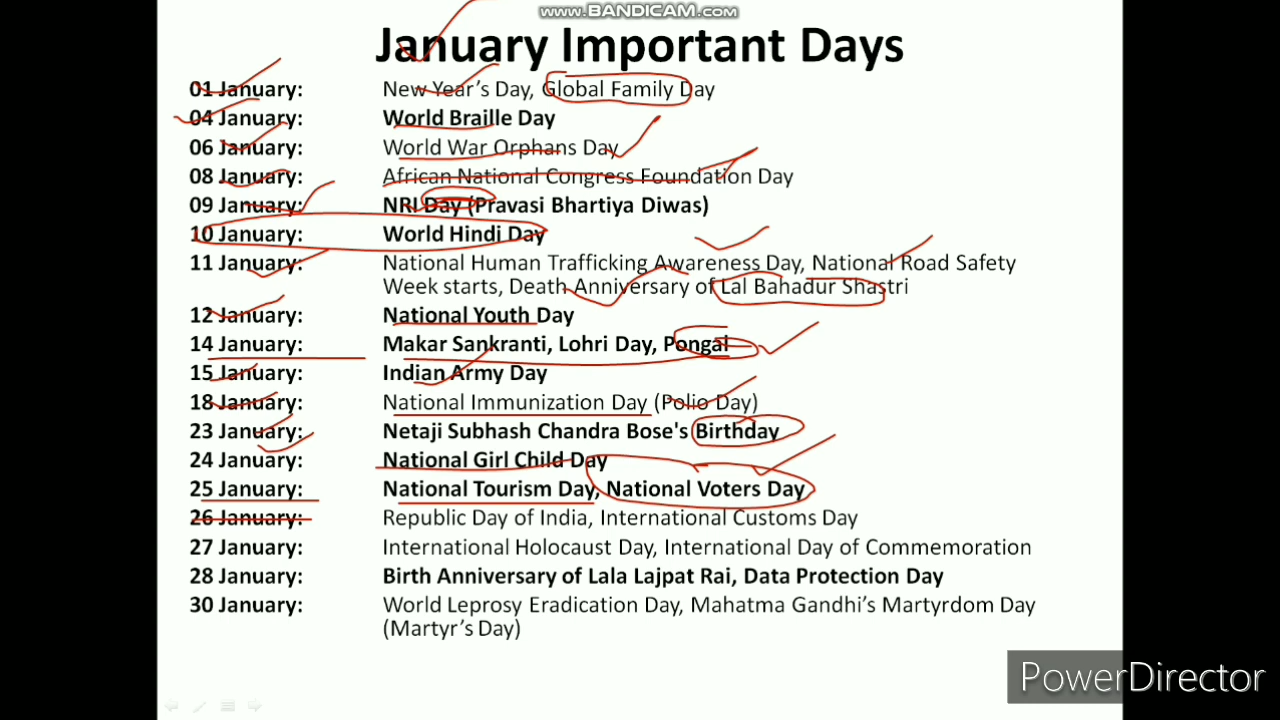 www.BANDICAM.com
January Important Days
01 January: New Year's Day, Global Family Day
04 January: World Braille Day
06 January: World War Orphans Day
08 January: African National Congress Foundation Day
09 January: NRI Day (Pravasi Bhartiya Diwas)
10 January: World Hindi Day
11 January: National Human Trafficking Awareness Day, National Road Safety
Week starts, Death Anniversary of Lal Bahadur Shastri
12 January: National Youth Day
14 January: Makar Sankranti, Lohri Day, Pongal
15 January: Indian Army Day
18 January: National Immunization Day (Polio Day)
23 January: Netaji Subhash Chandra Bose's Birthday
24 January: National Girl Child Day
25 January: National Tourism Day, National Voters Day
26 January: Republic Day of India, International Customs Day
27 January: International Holocaust Day, International Day of Commemoration
28 January: Birth Anniversary of Lala Lajpat Rai, Data Protection Day
30 January: World Leprosy Eradication Day, Mahatma Gandhi's Martyrdom Day
(Martyr's Day)
PowerDirector